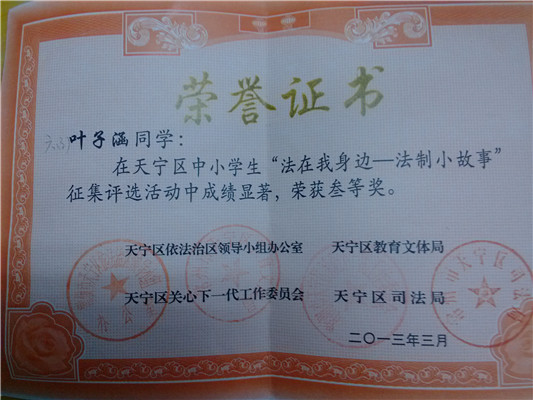 荣誉证书
叶子涵同学：
在天宁区中小学生“法在我身边—法制小故事”
征集评选活动中成绩显著，荣获叁等奖。
天宁区依法治区领导小组办公室 天宁区教育文体局
天宁区关心下一代工作委员会 天宁区司法局
二〇一三年三月